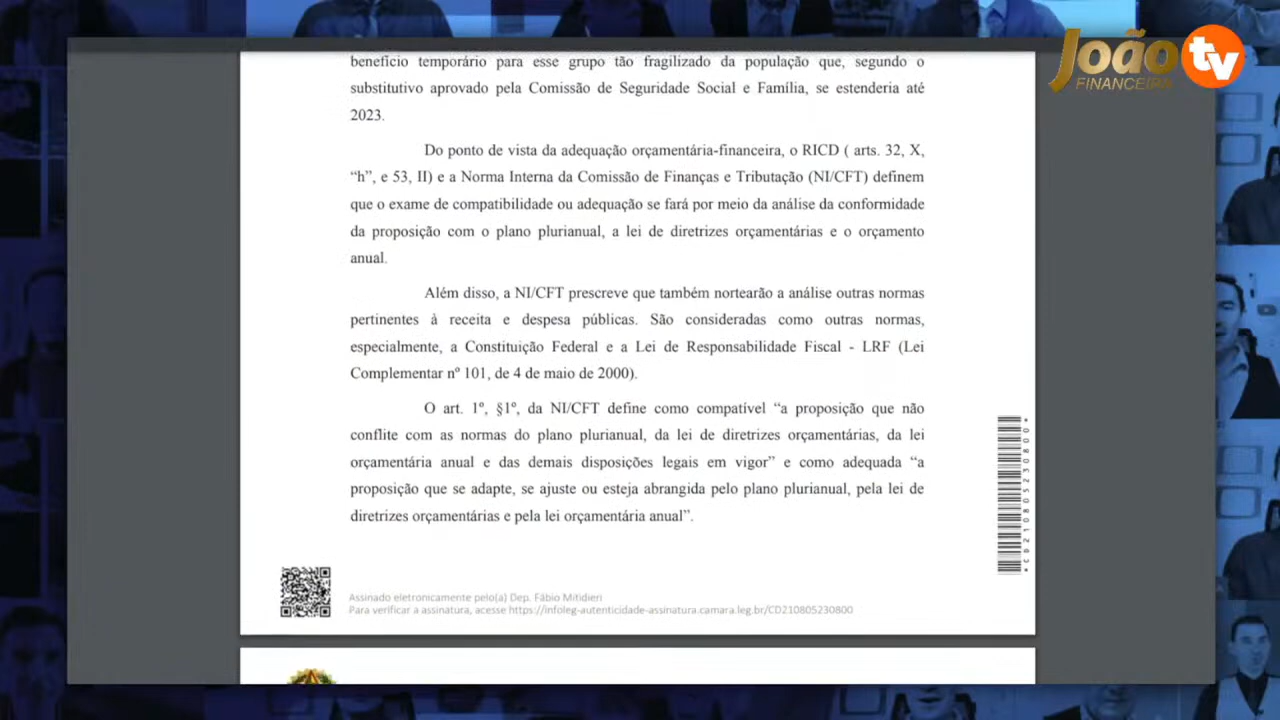 João
tv
FINANCEIRA
benefício temporário para esse grupo tão fragilizado da população que, segundo o
substitutivo aprovado pela Comissão de Seguridade Social e Família, se estenderia até
2023.
Do ponto de vista da adequação orçamentária-financeira, o RICD ( arts. 32, X,
“h”, e 53, II) e a Norma Interna da Comissão de Finanças e Tributação (NI/CFT) definem
que o exame de compatibilidade ou adequação se fará por meio da análise da conformidade
da proposição com o plano plurianual, a lei de diretrizes orçamentárias e o orçamento
anual.
Além disso, a NI/CFT prescreve que também nortearão a análise outras normas
pertinentes à receita e despesa públicas. São consideradas como outras normas,
especialmente, a Constituição Federal e a Lei de Responsabilidade Fiscal - LRF (Lei
Complementar nº 101, de 4 de maio de 2000).
O art. 1º, §1º, da NI/CFT define como compatível “a proposição que não
conflite com as normas do plano plurianual, da lei de diretrizes orçamentárias, da lei
orçamentária anual e das demais disposições legais em vigor” e como adequada “a
proposição que se adapte, se ajuste ou esteja abrangida pelo plano plurianual, pela lei de
diretrizes orçamentárias e pela lei orçamentária anual”.
*CD210805230800*
Assinado eletronicamente pelo(a) Dep. Fábio Mitidieri
Para verificar a assinatura, acesse https://infoleg-autenticidade-assinatura.camara.leg.br/CD210805230800